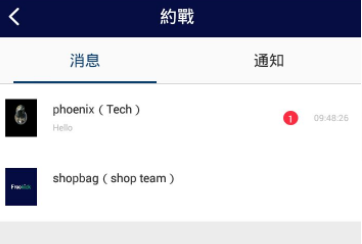 約戰
消息
通知
phoenix ( Tech )
Hello
1
09:48:26
shopbag ( shop team )